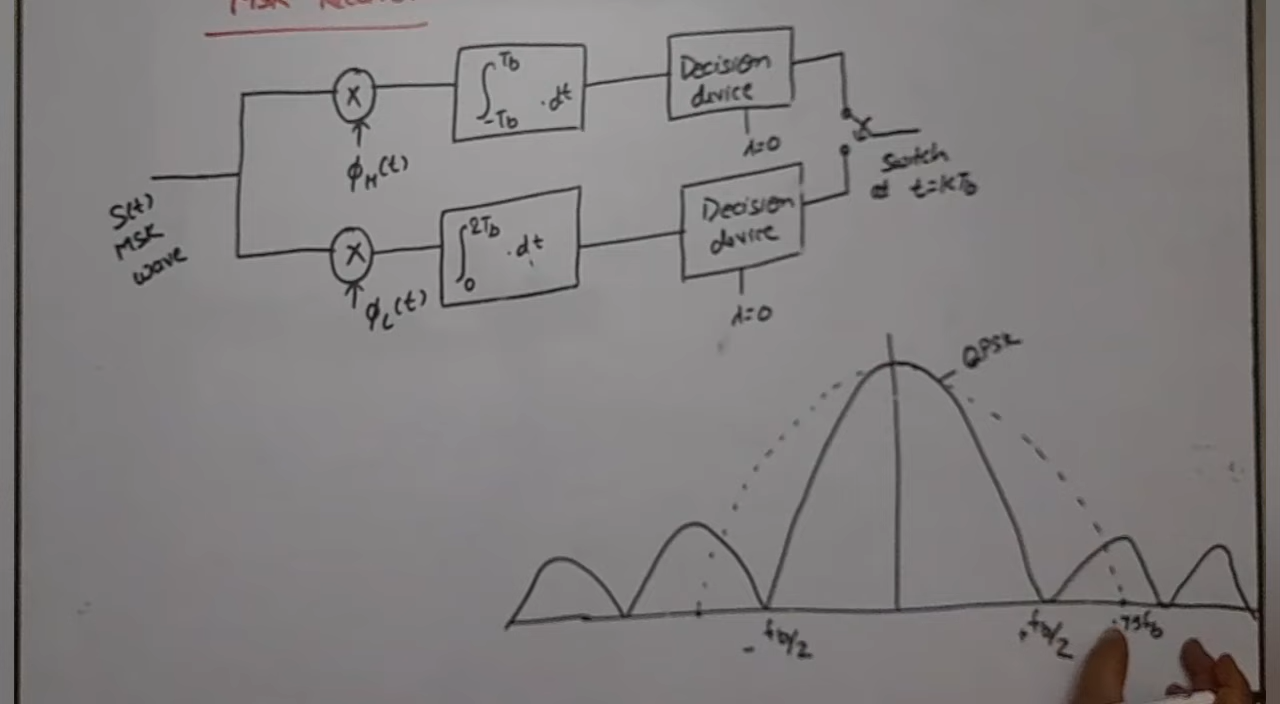 MSK
∫_{-Tb}^{Tb} .dt
Decision
device
X
ϕ_H(t)
λ=0
Switch
at t=kTb
S(t)
MSK
wave
∫_0^{2Tb} .dt
Decision
device
X
ϕ_L(t)
λ=0
QPSK
-fb/2
+fb/2
.75fb